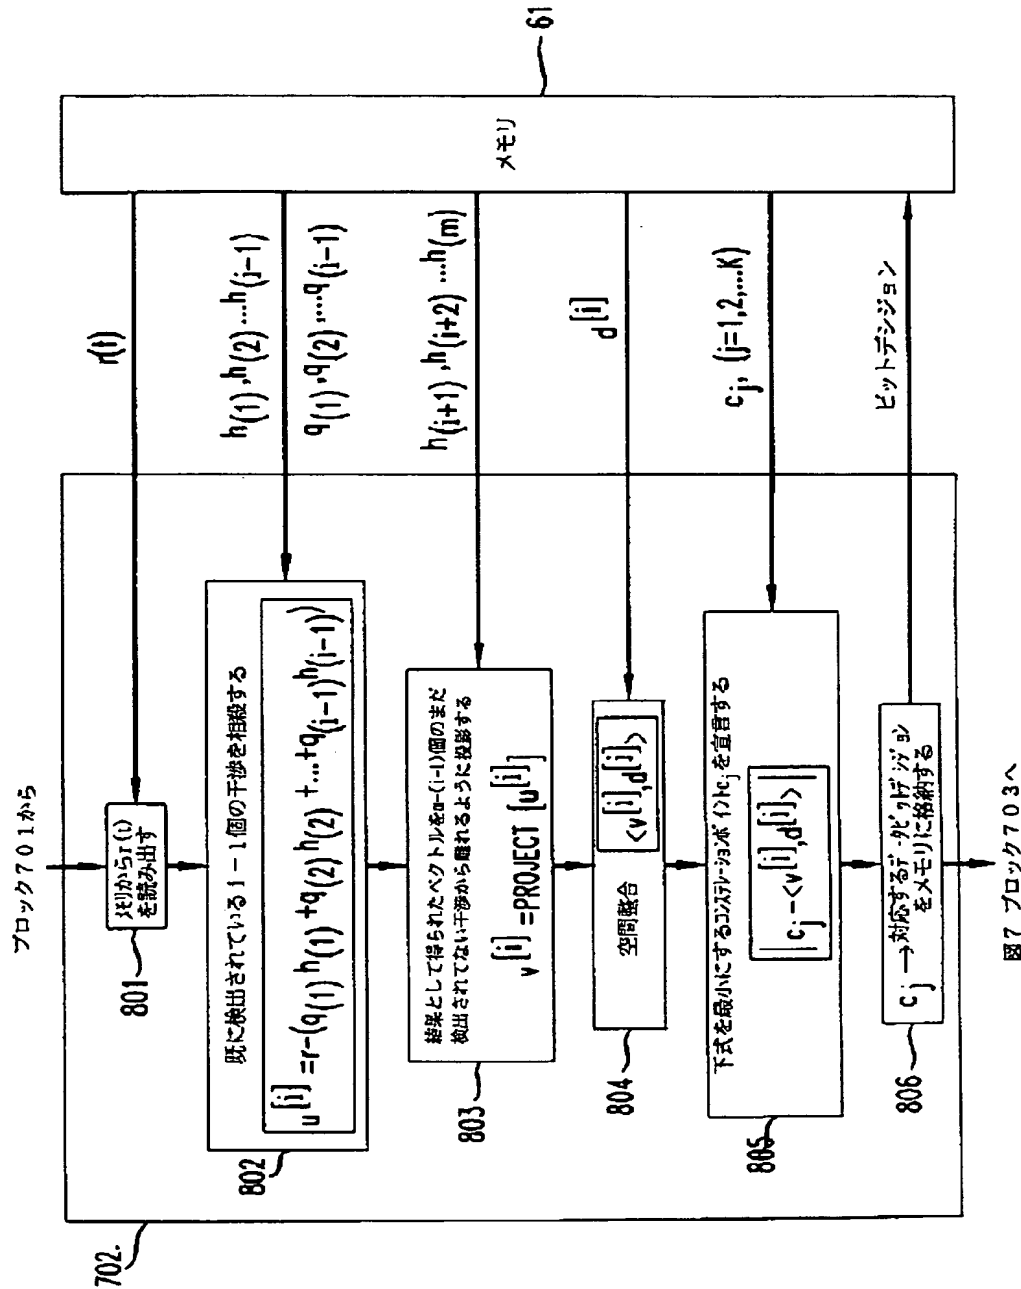 ブロック701から
メモリからr(t)
を読み出す
801
r(t)
既に検出されている1−1個の干渉を相殺する
u[i]=r−(q(1)h(1)+q(2)h(2)+...+q(i−1)h(i−1))
802
h(1),h(2)...h(i−1)
q(1),q(2),...q(i−1)
結果として得られたベクトルをm−(i−1)個のまだ
検出されてない干渉から離れるように投影する
v[i]=PROJECT {u[i]}
803
h(i+1),h(i+2)...h(m)
空間整合
<v[i],d[i]>
804
d[i]
下式を最小にするコンステレーションポイントcjを宣言する
|cj−<v[i],d[i]>|
805
cj, (j=1,2,...K)
cj→対応するデータビットデシジョン
をメモリに格納する
806
ビットデシジョン
メモリ
61
702.
図7 ブロック703へ